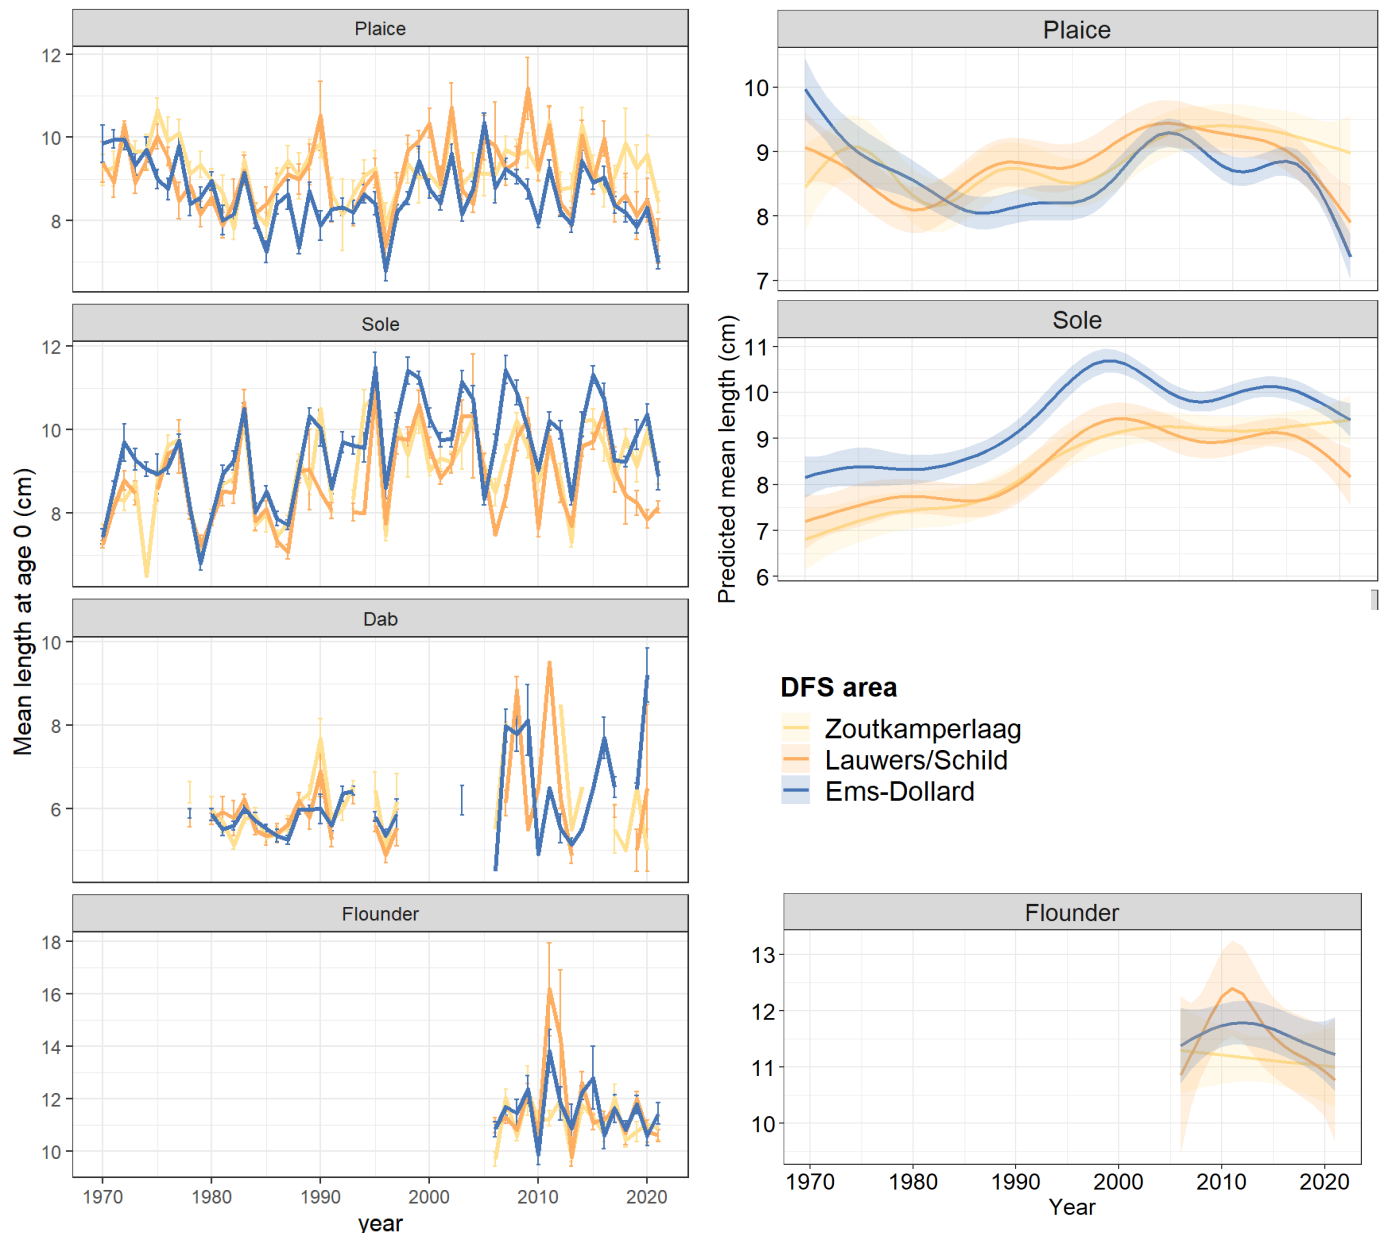 Plaice
12
10
8
Sole
12
10
8
Dab
10
8
6
Flounder
18
16
14
12
10
1970 1980 1990 2000 2010 2020
year
Mean length at age 0 (cm)
Plaice
10
9
8
7
Sole
11
10
9
8
7
6
Predicted mean length (cm)
DFS area
Zoutkamperlaag
Lauwers/Schild
Ems-Dollard
Flounder
13
12
11
10
1970 1980 1990 2000 2010 2020
Year